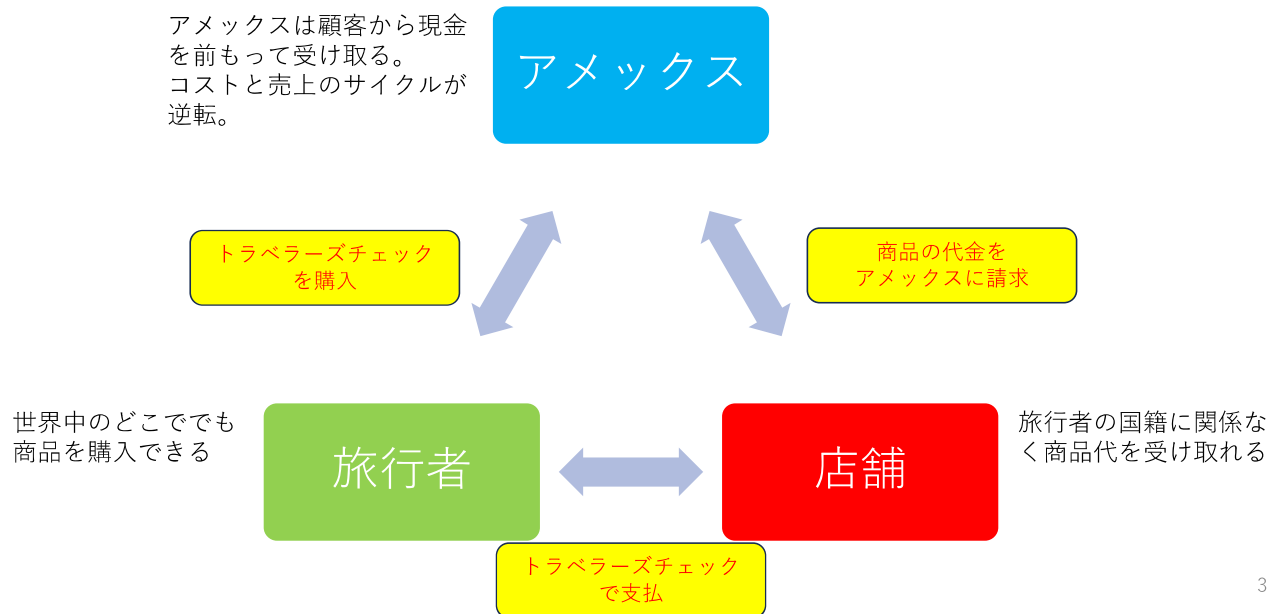 アメックスは顧客から現金
を前もって受け取る。
コストと売上のサイクルが
逆転。
アメックス
トラベラーズチェック
を購入
商品の代金を
アメックスに請求
世界中のどこででも
商品を購入できる
旅行者
店舗
旅行者の国籍に関係な
く商品代を受け取れる
トラベラーズチェック
で支払
3